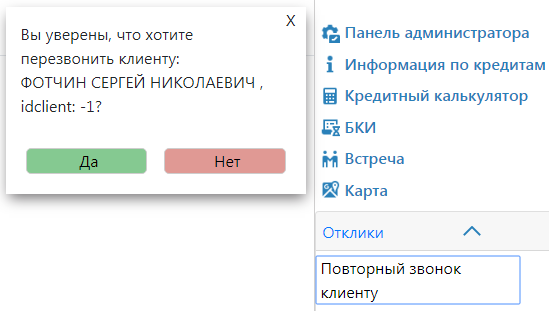 X
Вы уверены, что хотите
перезвонить клиенту:
ФОТЧИН СЕРГЕЙ НИКОЛАЕВИЧ ,
idclient: -1?
Да
Нет
Панель администратора
Информация по кредитам
Кредитный калькулятор
БКИ
Встреча
Карта
Отклики
Повторный звонок
клиенту